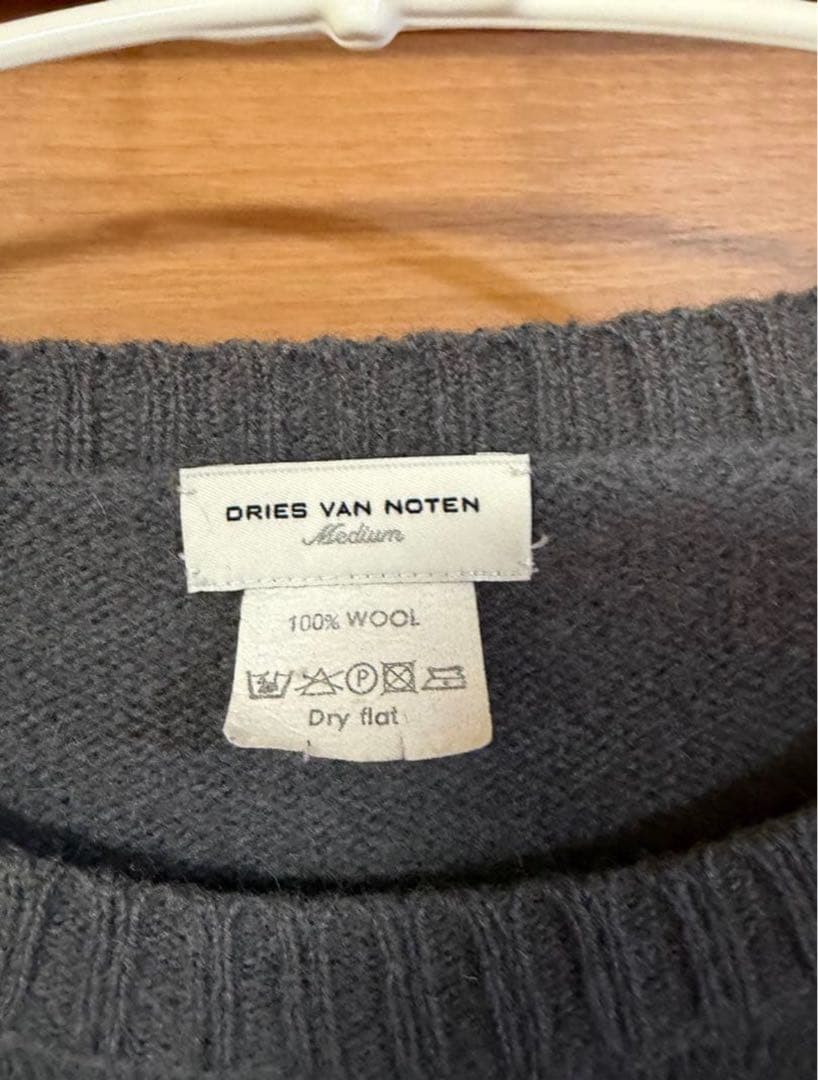 DRIES VAN NOTEN
Medium
100% WOOL
P
Dry flat